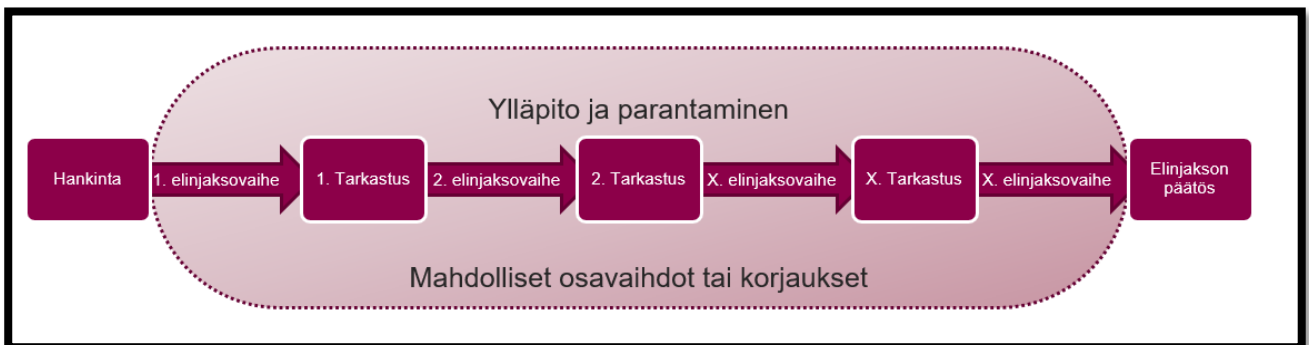 Ylläpito ja parantaminen
Hankinta
1. elinjaksovaihe
1. Tarkastus
2. elinjaksovaihe
2. Tarkastus
X. elinjaksovaihe
X. Tarkastus
X. elinjaksovaihe
Elinjakson
päätös
Mahdolliset osavaihdot tai korjaukset